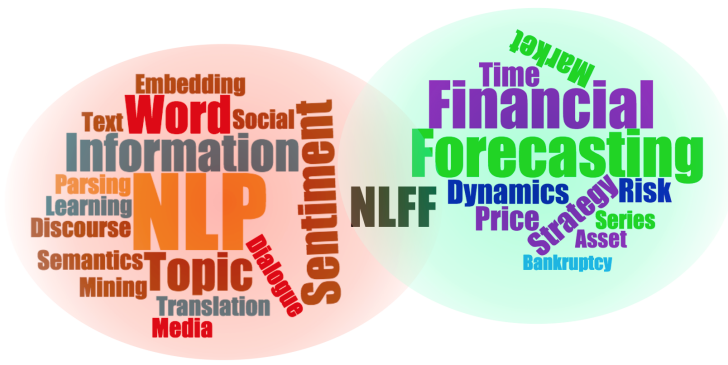 Embedding
Text Word Social
Information
Parsing
Learning
Discourse
NLP
Sentiment
Semantics
Topic
Dialogue
Mining
Translation
Media
NLFF
Market
Time
Financial
Forecasting
Dynamics
Strategy
Risk
Price
Series
Asset
Bankruptcy